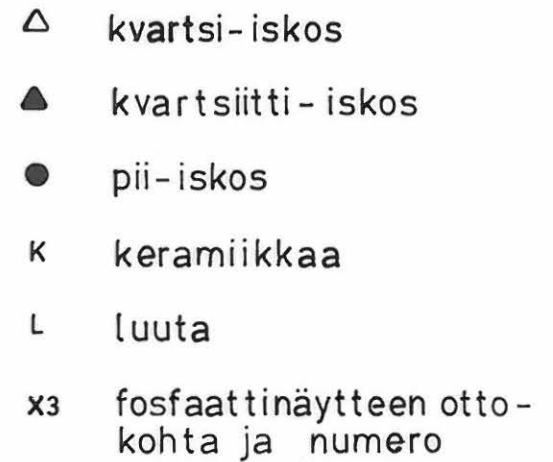 △ kvartsi-iskos
▲ kvartsiitti-iskos
● pii-iskos
K keramiikkaa
L luuta
x3 fosfaattinäytteen otto-
kohta ja numero